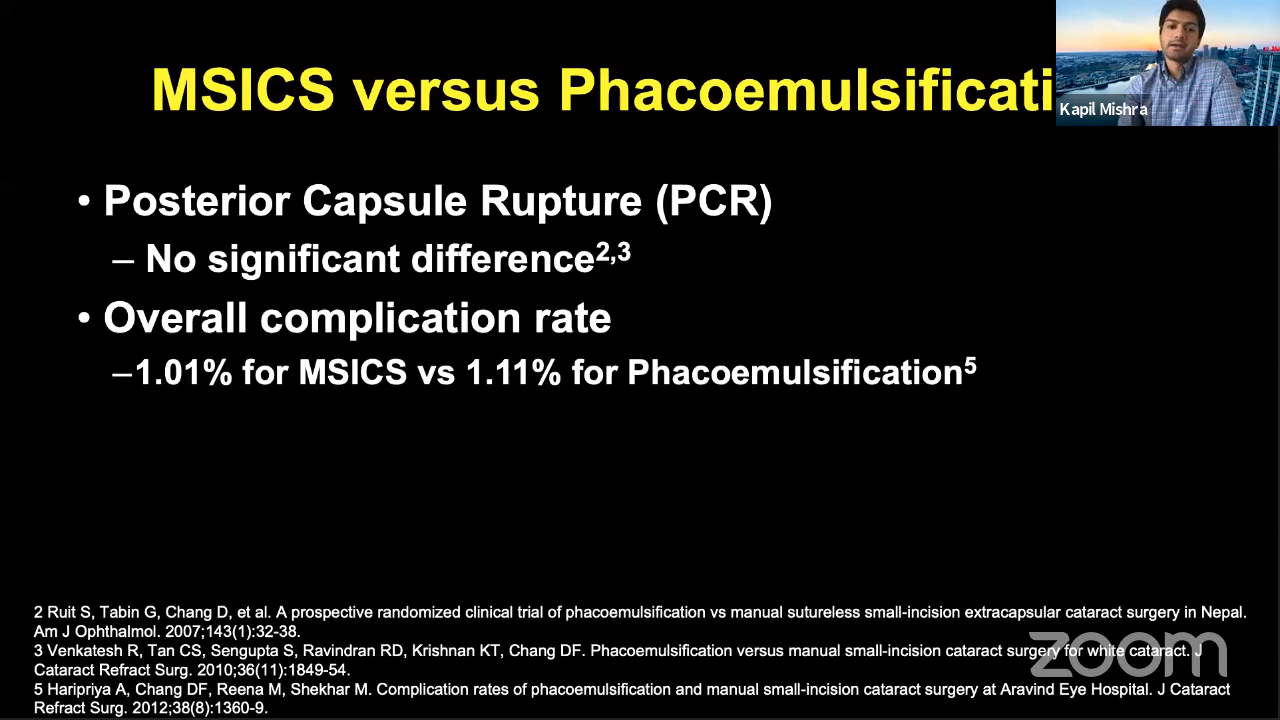 MSICS versus Phacoemulsificati
Kapil Mishra
• Posterior Capsule Rupture (PCR)
– No significant difference2,3
• Overall complication rate
–1.01% for MSICS vs 1.11% for Phacoemulsification5
2 Ruit S, Tabin G, Chang D, et al. A prospective randomized clinical trial of phacoemulsification vs manual sutureless small-incision extracapsular cataract surgery in Nepal.
Am J Ophthalmol. 2007;143(1):32-38.
3 Venkatesh R, Tan CS, Sengupta S, Ravindran RD, Krishnan KT, Chang DF. Phacoemulsification versus manual small-incision cataract surgery for white cataract. J
Cataract Refract Surg. 2010;36(11):1849-54.
5 Haripriya A, Chang DF, Reena M, Shekhar M. Complication rates of phacoemulsification and manual small-incision cataract surgery at Aravind Eye Hospital. J Cataract
Refract Surg. 2012;38(8):1360-9.
zoom